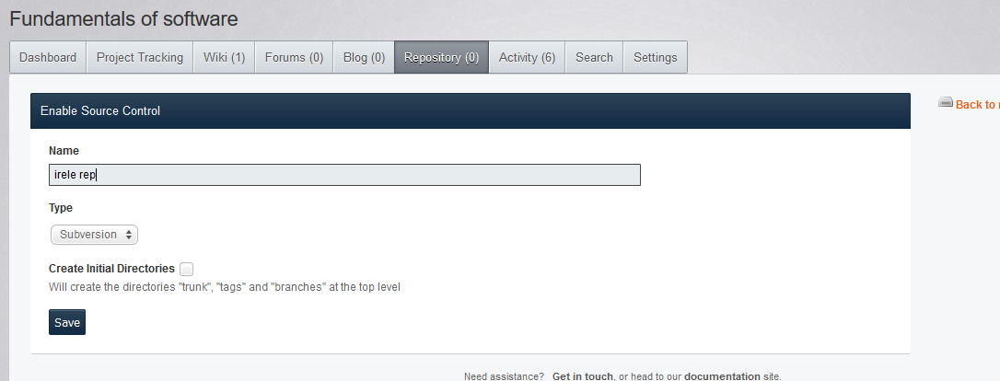 Fundamentals of software
Dashboard Project Tracking Wiki (1) Forums (0) Blog (0) Repository (0) Activity (6) Search Settings
Enable Source Control
Back to
Name
irele rep
Type
Subversion
Create Initial Directories
Will create the directories "trunk", "tags" and "branches" at the top level
Save
Need assistance? Get in touch, or head to our documentation site.